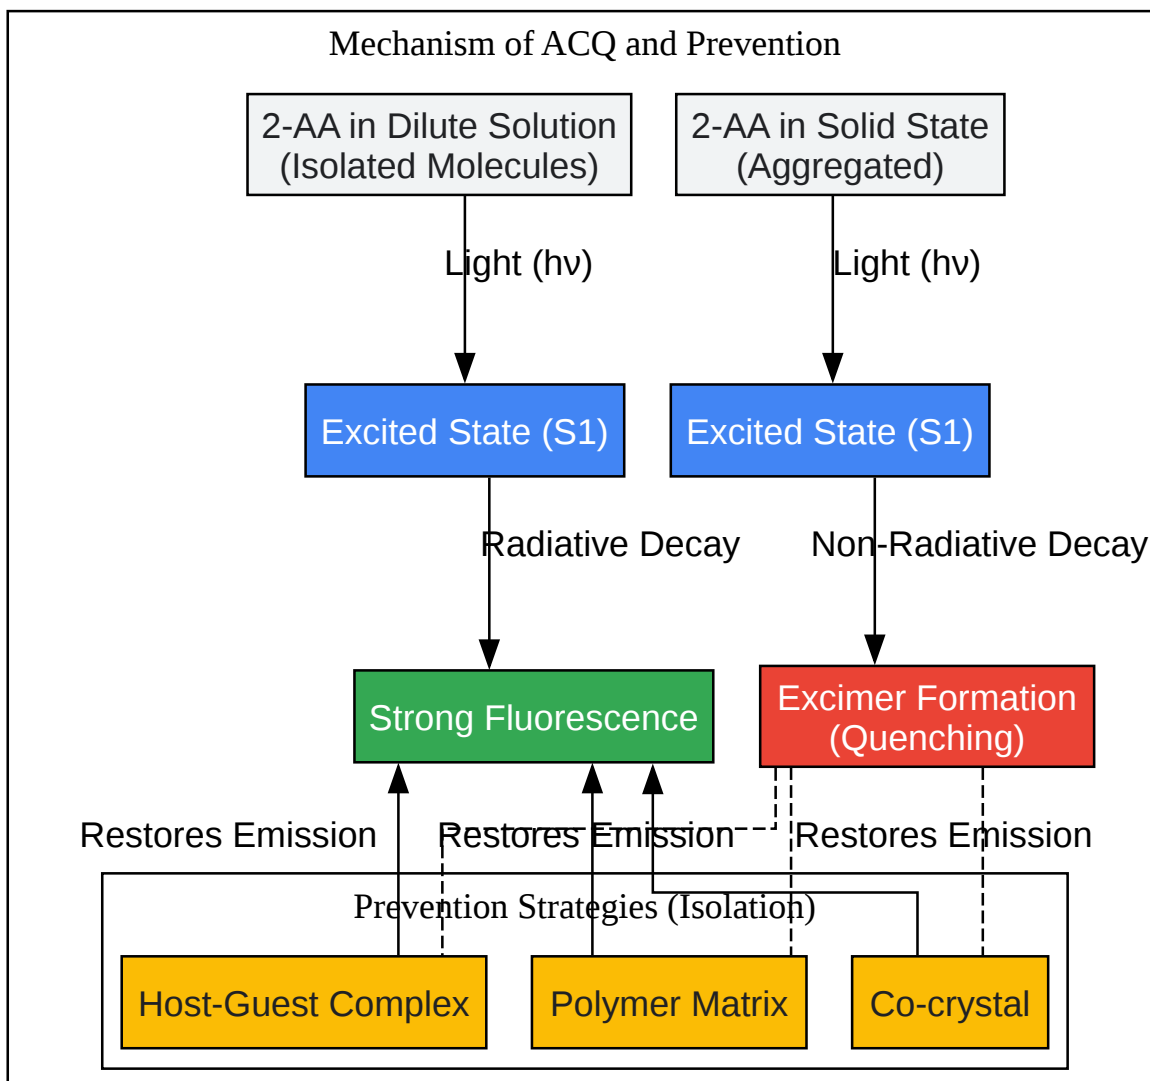 Mechanism of ACQ and Prevention
2-AA in Dilute Solution
(Isolated Molecules)
2-AA in Solid State
(Aggregated)
Light (hν)
Light (hν)
Excited State (S1)
Excited State (S1)
Radiative Decay
Non-Radiative Decay
Strong Fluorescence
Excimer Formation
(Quenching)
Restores Emission
Restores Emission
Restores Emission
Prevention Strategies (Isolation)
Host-Guest Complex
Polymer Matrix
Co-crystal